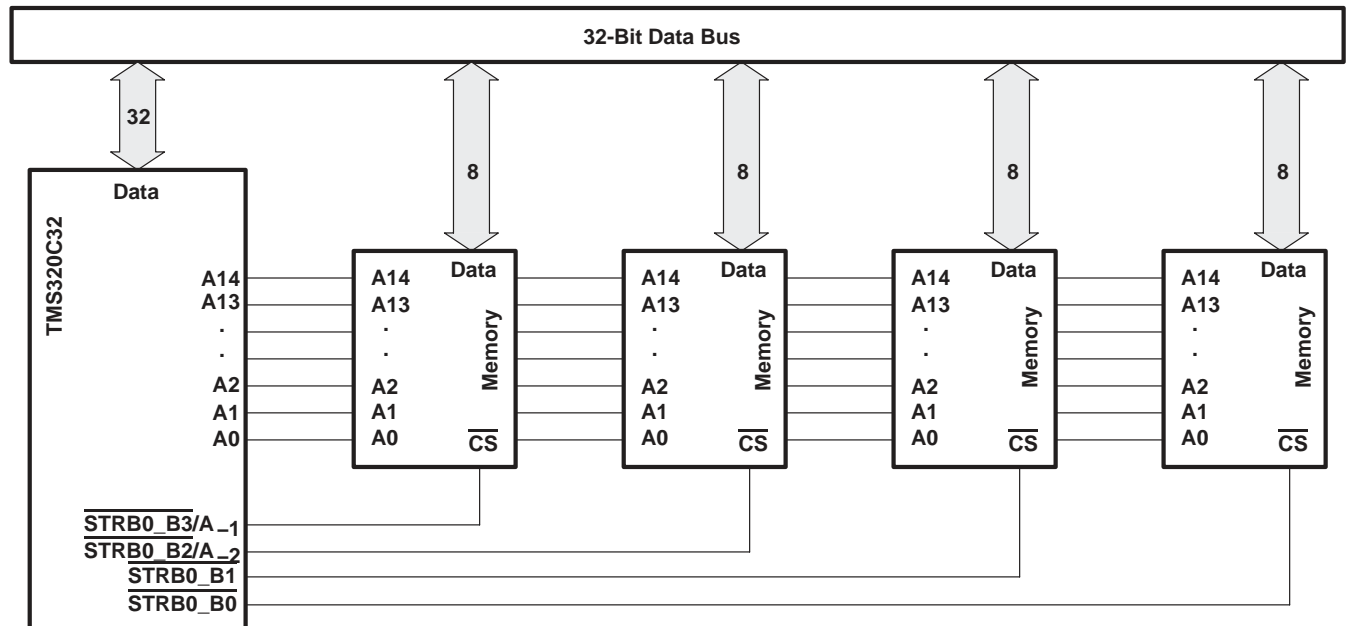 32-Bit Data Bus
32
8
8
8
8
TMS320C32
Data
A14
A13
.
.
A2
A1
A0
STRB0_B3/A–1
STRB0_B2/A–2
STRB0_B1
STRB0_B0
Data
A14
A13
.
.
A2
A1
A0
Memory
CS
Data
A14
A13
.
.
A2
A1
A0
Memory
CS
Data
A14
A13
.
.
A2
A1
A0
Memory
CS
Data
A14
A13
.
.
A2
A1
A0
Memory
CS